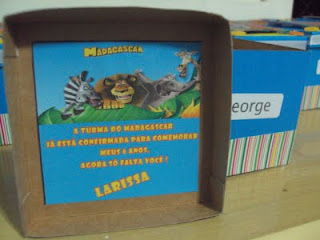 MADAGASCAR
A TURMA DO MADAGASCAR
JÁ ESTÁ CONFIRMADA PARA COMEMORAR
MEUS 6 ANOS,
AGORA SÓ FALTA VOCÊ!
LARISSA
eorge